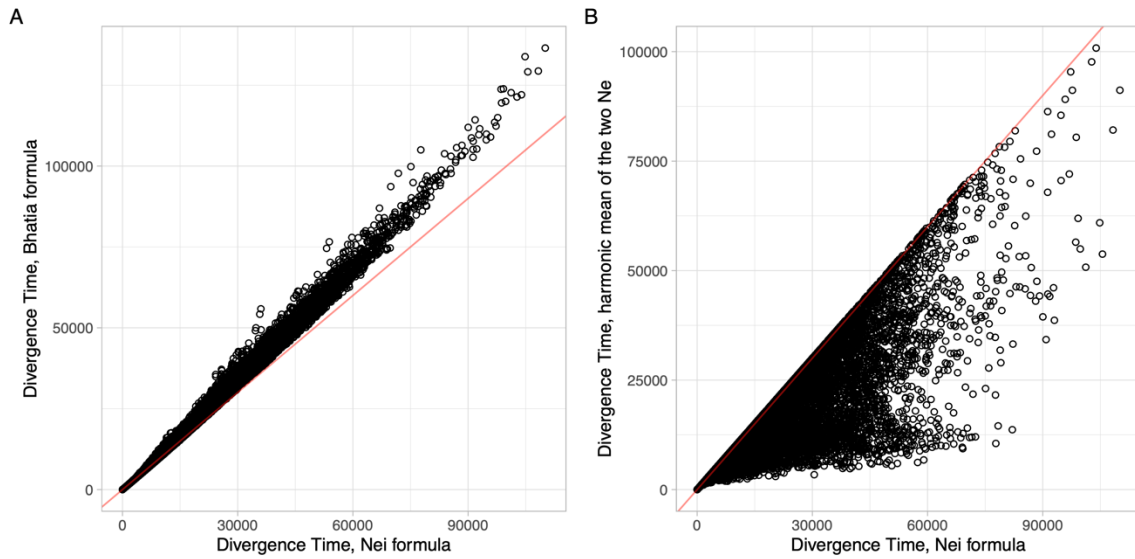 A
Divergence Time, Bhatia formula
100000
50000
0
0
30000
60000
90000
Divergence Time, Nei formula
B
Divergence Time, harmonic mean of the two Ne
100000
75000
50000
25000
0
0
30000
60000
90000
Divergence Time, Nei formula